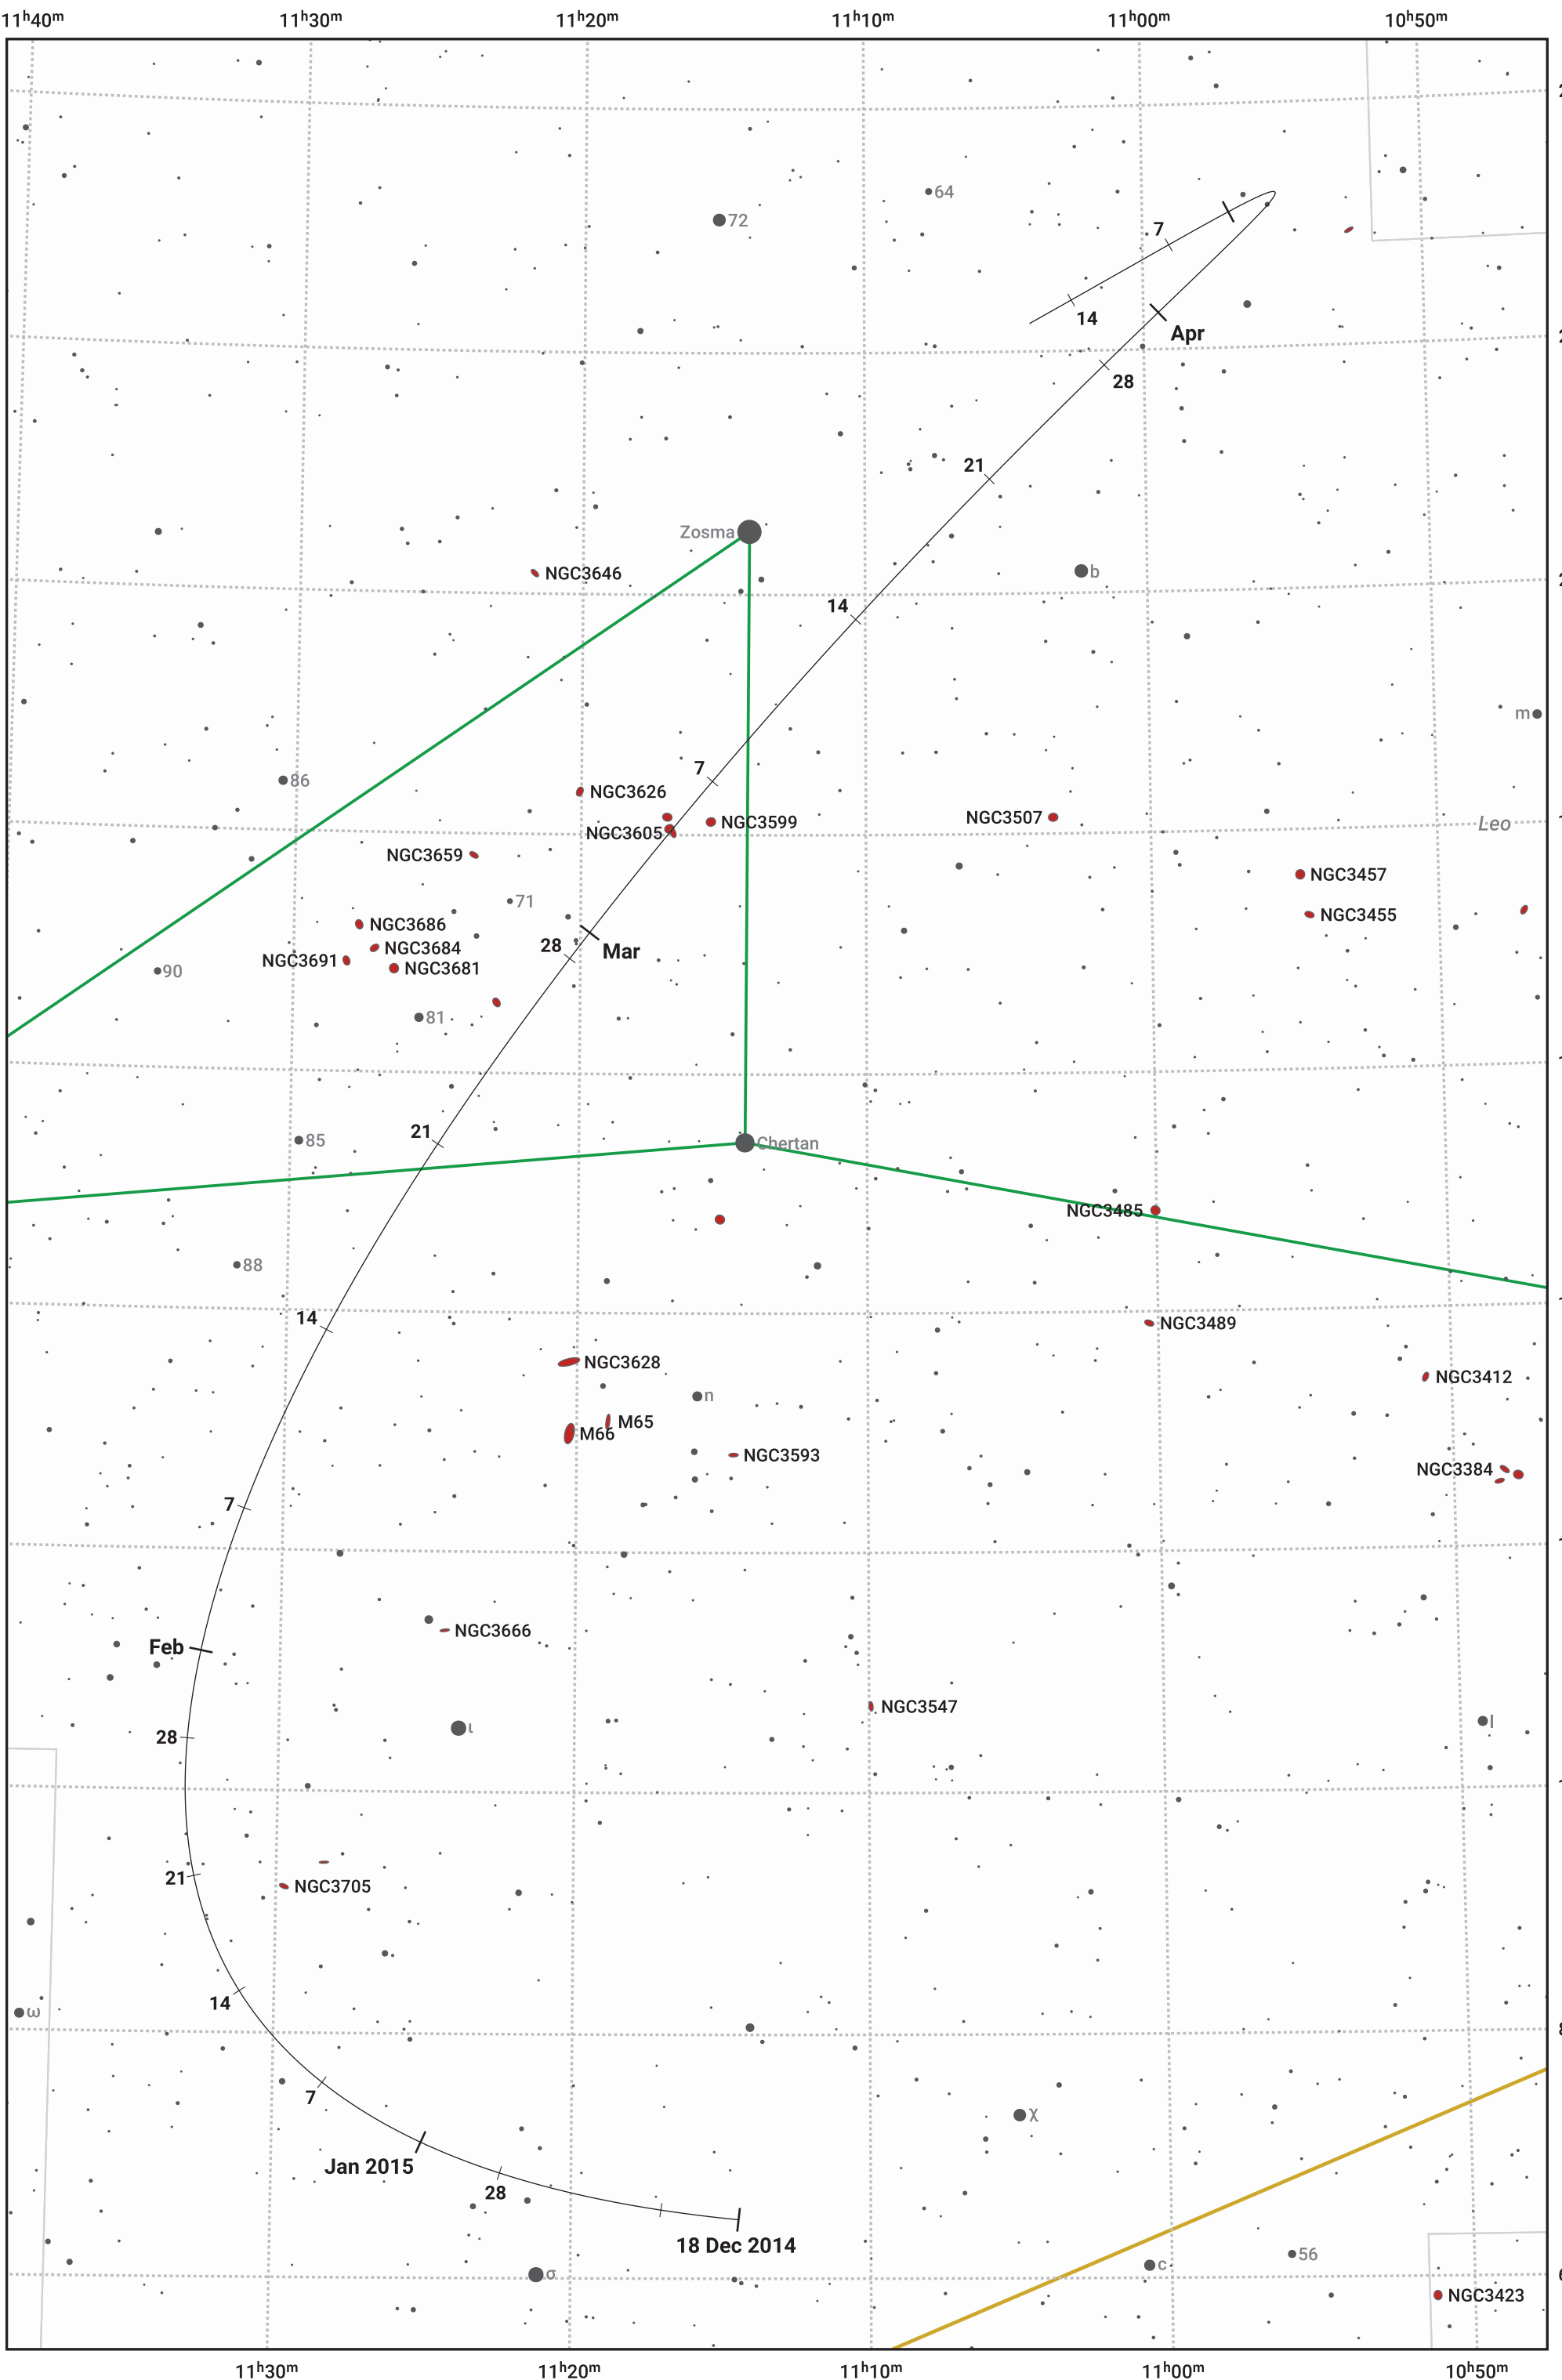 11h40m 11h30m 11h20m 11h10m 11h00m 10h50m
64
72
7
14
Apr
28
21
Zosma
NGC3646
b
14
m
7
86
NGC3626
NGC3507
Leo
NGC3599
NGC3605
NGC3659
NGC3457
71
NGC3455
NGC3686
28
NGC3684
Mar
NGC3691
NGC3681
90
81
21
85
Chertan
NGC3485
88
14
NGC3489
NGC3628
NGC3412
n
M65
M66
NGC3593
NGC3384
7
NGC3666
Feb
NGC3547
l
ι
28
21
NGC3705
14
ω
7
χ
Jan 2015
28
18 Dec 2014
56
c
σ
NGC3423
11h30m 11h20m 11h10m 11h00m 10h50m